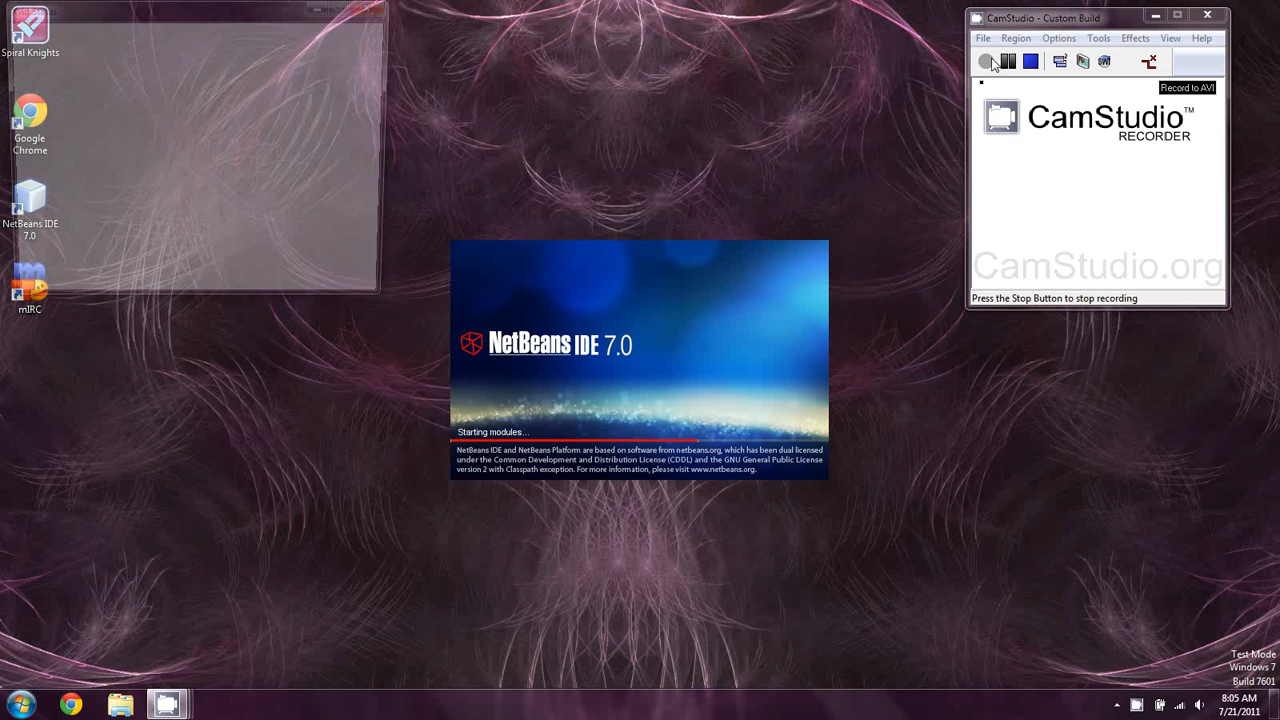 Spiral Knights
Google
Chrome
NetBeans IDE
7.0
mIRC
CamStudio - Custom Build
File Region Options Tools Effects View Help
SWF
Record to AVI
CamStudio™
RECORDER
CamStudio.org
Press the Stop Button to stop recording
NetBeans IDE 7.0
Starting modules...
NetBeans IDE and NetBeans Platform are based on software from netbeans.org, which has been dual licensed
under the Common Development and Distribution License (CDDL) and the GNU General Public License
version 2 with Classpath exception. For more information, please visit www.netbeans.org.
Test Mode
Windows 7
Build 7601
8:05 AM
7/21/2011